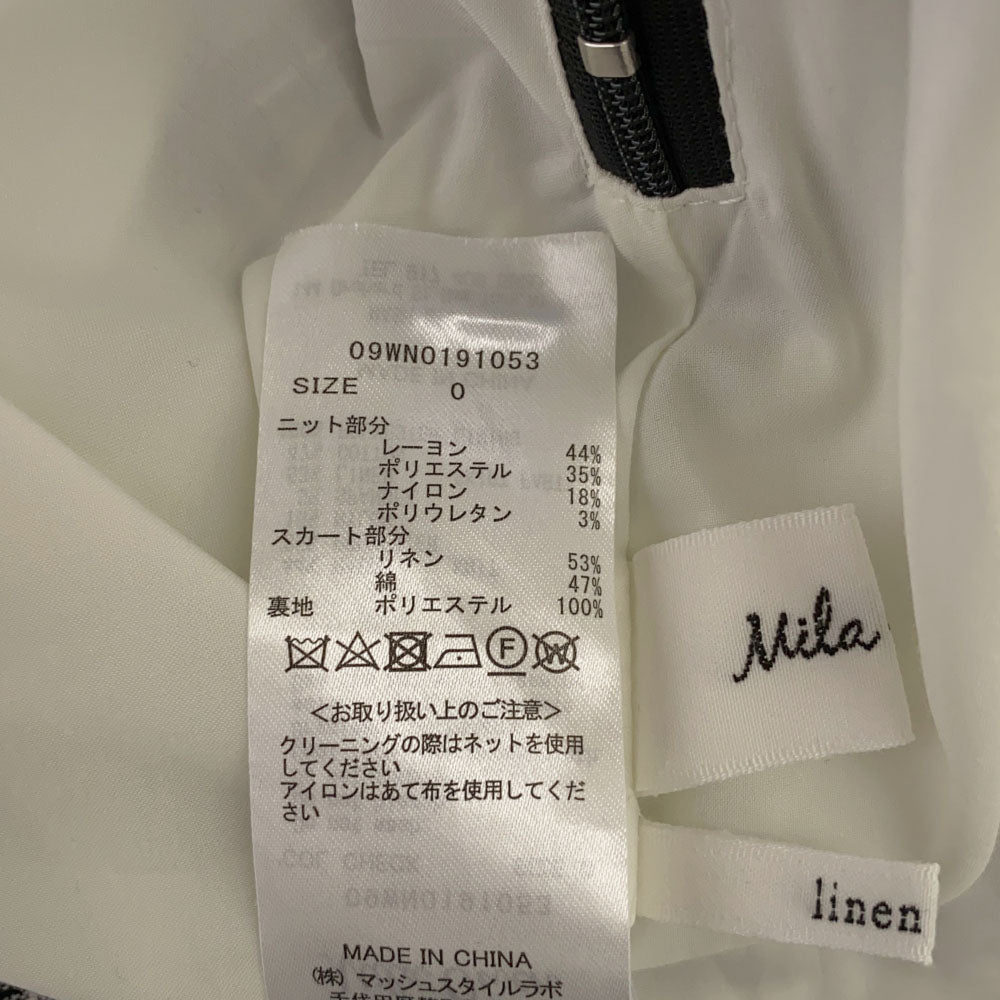 09WNO191053
SIZE 0
ニット部分
レーヨン 44%
ポリエステル 35%
ナイロン 18%
ポリウレタン 3%
スカート部分
リネン 53%
綿 47%
裏地 ポリエステル 100%
F W
<お取り扱い上のご注意>
クリーニングの際はネットを使用
してください
アイロンはあて布を使用してくだ
さい
MADE IN CHINA
(株)マッシュスタイルラボ
Mila
linen